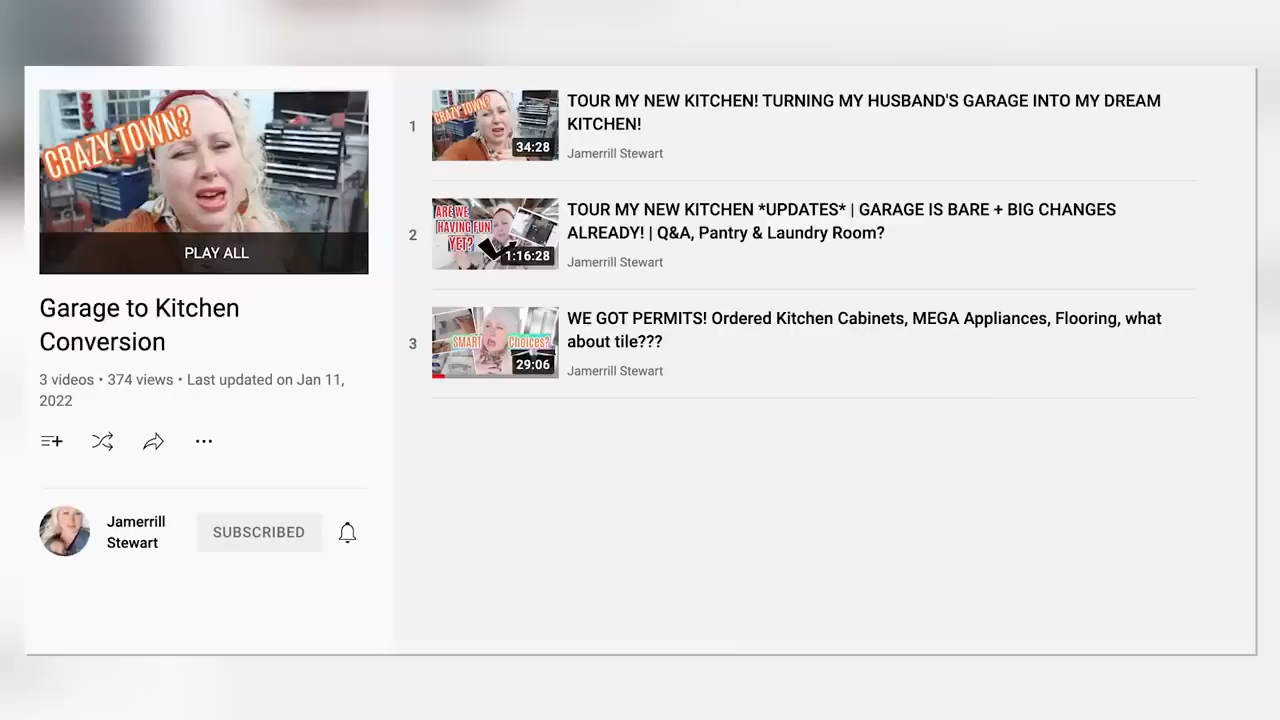 CRAZY TOWN?
PLAY ALL
Garage to Kitchen
Conversion
3 videos • 374 views • Last updated on Jan 11,
2022
Jamerrill
Stewart
SUBSCRIBED
1
CRAZY TOWN?
34:28
TOUR MY NEW KITCHEN! TURNING MY HUSBAND'S GARAGE INTO MY DREAM
KITCHEN!
Jamerrill Stewart
2
ARE WE
HAVING FUN
YET?
1:16:28
TOUR MY NEW KITCHEN *UPDATES* | GARAGE IS BARE + BIG CHANGES
ALREADY! | Q&A, Pantry & Laundry Room?
Jamerrill Stewart
3
SMART Choices?
29:06
WE GOT PERMITS! Ordered Kitchen Cabinets, MEGA Appliances, Flooring, what
about tile???
Jamerrill Stewart